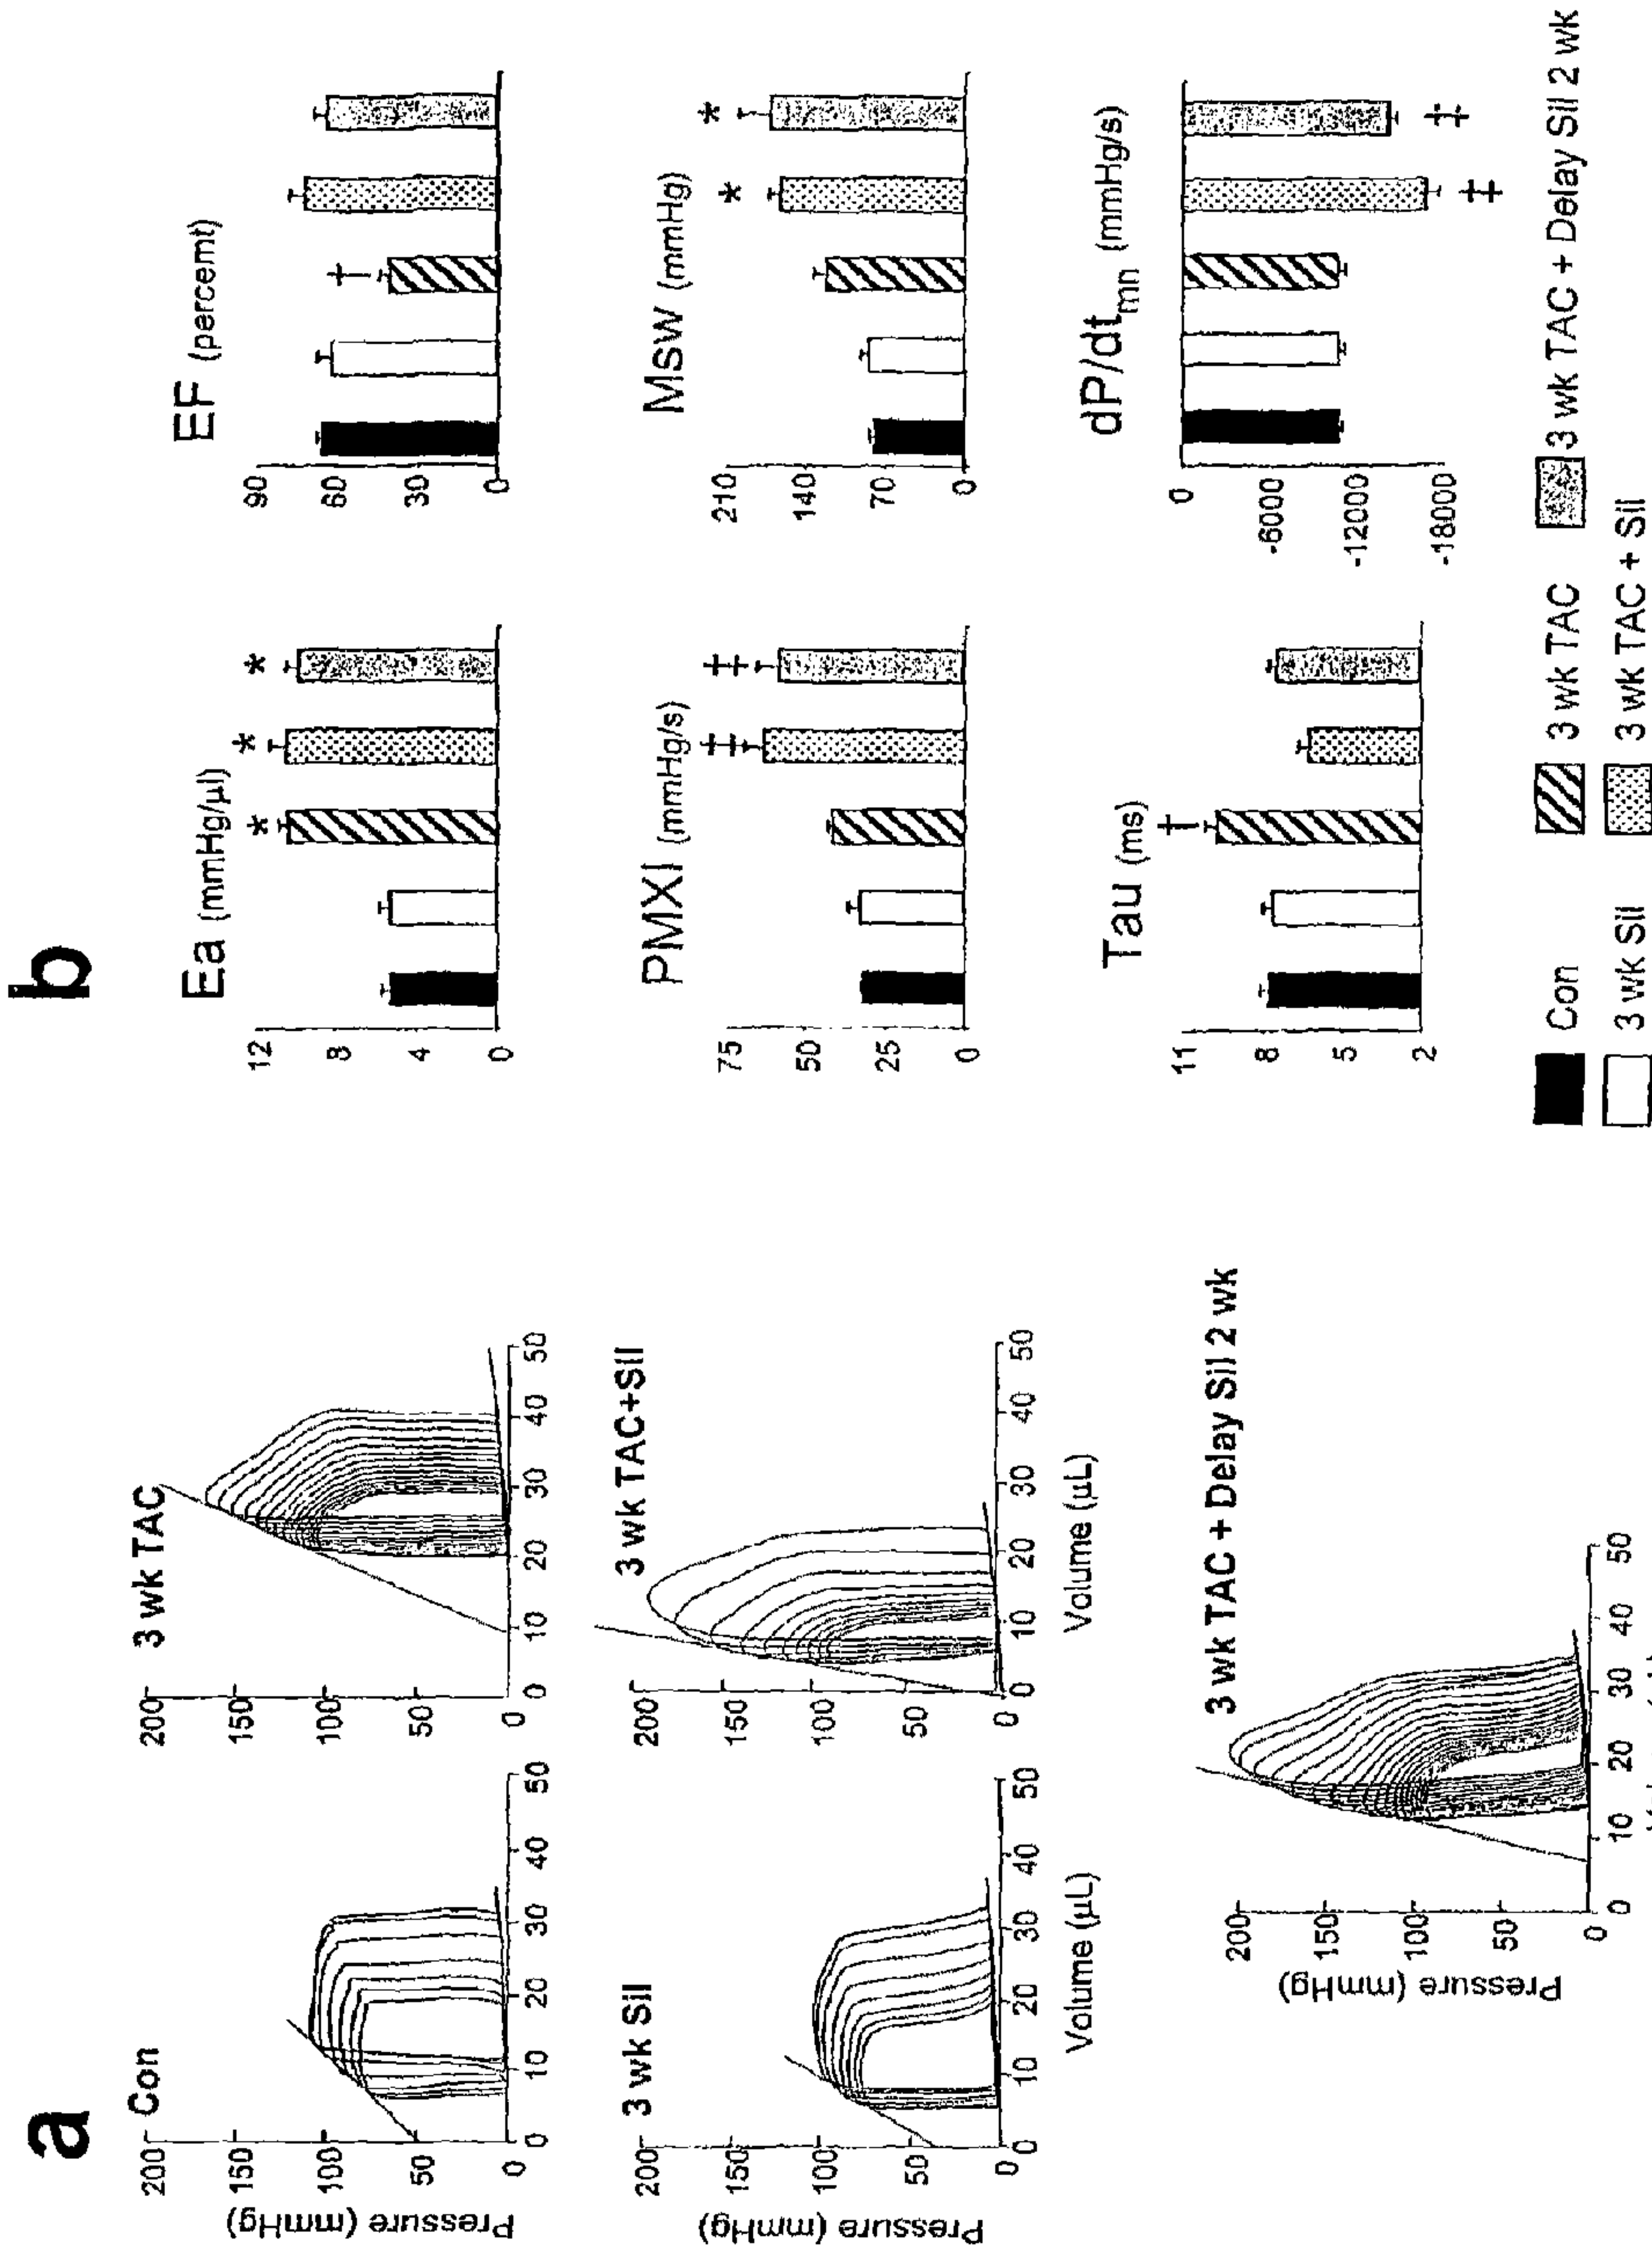 a
Con
Pressure (mmHg)
200
150
100
50
0
0 10 20 30 40 50
3 wk TAC
200
150
100
50
0
0 10 20 30 40 50
3 wk Sil
Pressure (mmHg)
200
150
100
50
0
0 10 20 30 40 50
Volume (µL)
3 wk TAC+Sil
200
150
100
50
0
0 10 20 30 40 50
Volume (µL)
3 wk TAC + Delay Sil 2 wk
Pressure (mmHg)
200
150
100
50
0
0 10 20 30 40 50
b
Ea (mmHg/µl)
12
8
4
0
* * *
EF (percemt)
90
60
30
0
†
PMXI (mmHg/s)
75
50
25
0
‡ ‡
Msw (mmHg)
210
140
70
0
* *
Tau (ms)
11
8
5
2
†
dP/dtmn (mmHg/s)
0
-6000
-12000
-18000
‡ ‡
Con 3 wk TAC 3 wk TAC + Delay Sil 2 wk
3 wk Sil 3 wk TAC + Sil